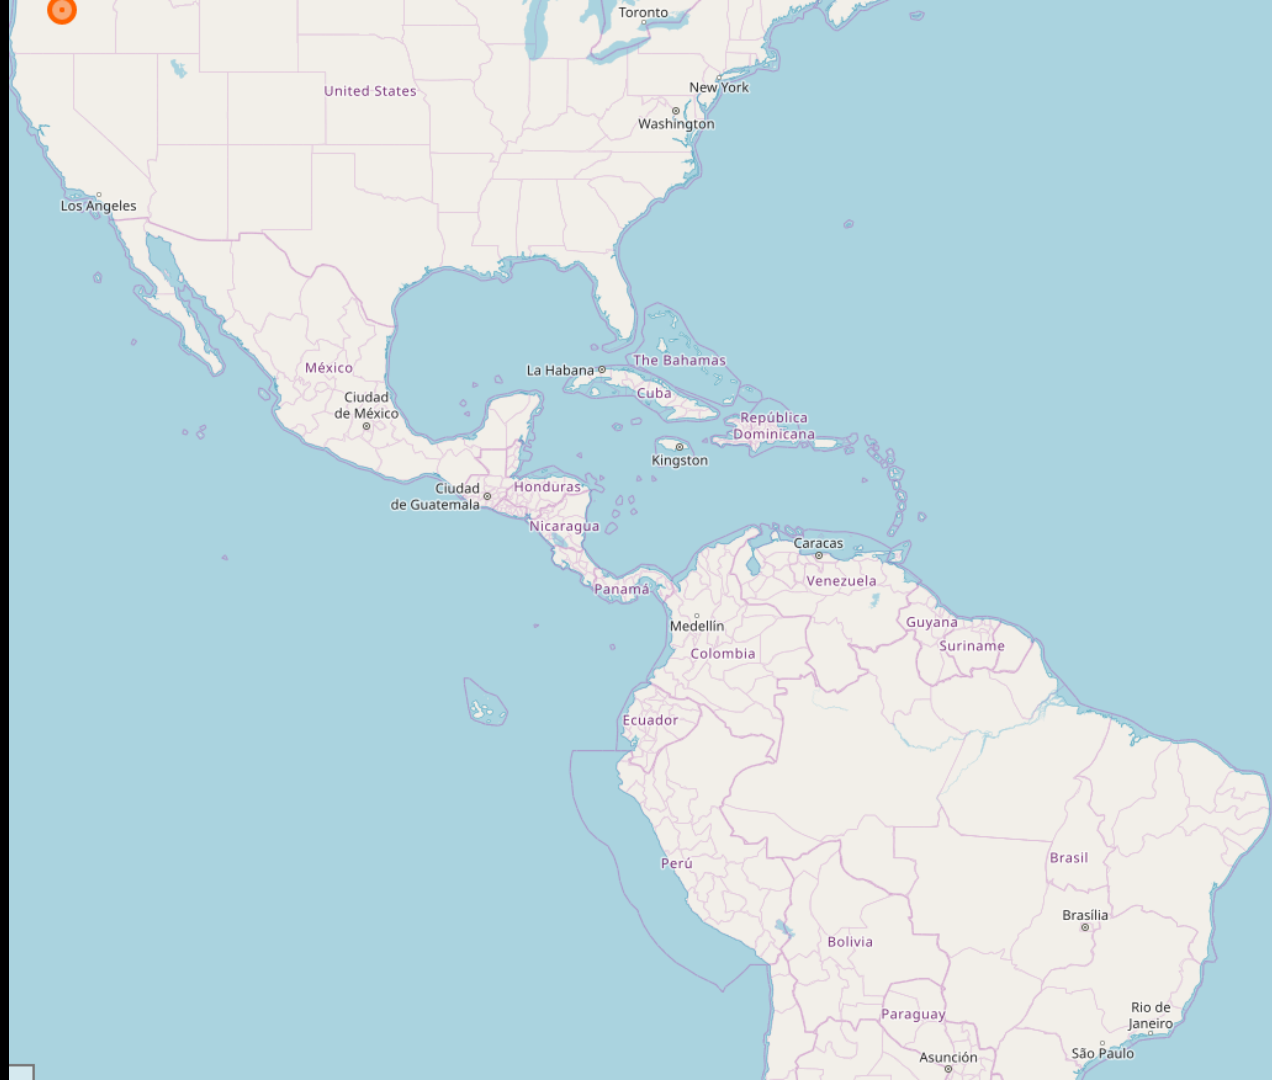 Toronto
United States
New York
Washington
Los Angeles
The Bahamas
México
La Habana
Cuba
Ciudad
de México
República
Dominicana
Kingston
Ciudad
de Guatemala
Honduras
Nicaragua
Caracas
Venezuela
Panamá
Medellín
Guyana
Suriname
Colombia
Ecuador
Perú
Brasil
Brasília
Bolivia
Paraguay
Rio de
Janeiro
São Paulo
Asunción